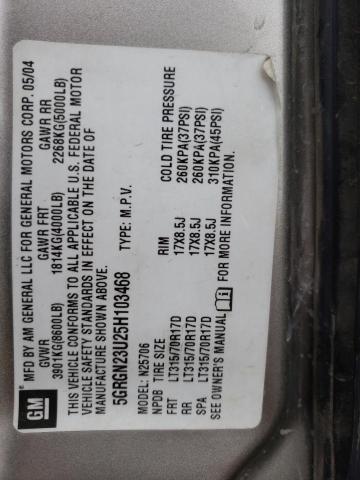 GM
MFD BY AM GENERAL LLC FOR GENERAL MOTORS CORP. 05/04
GVWR GAWR FRT GAWR RR
3901KG(8600LB) 1814KG(4000LB) 2268KG(5000LB)
THIS VEHICLE CONFORMS TO ALL APPLICABLE U.S. FEDERAL MOTOR
VEHICLE SAFETY STANDARDS IN EFFECT ON THE DATE OF
5GRGN23U25H103468 TYPE: M.P.V.
MODEL: N25706
NPDB TIRE SIZE RIM COLD TIRE PRESSURE
FRT LT315/70R17D 17X8.5J 260KPA(37PSI)
RR LT315/70R17D 17X8.5J 260KPA(37PSI)
SPA LT315/70R17D 17X8.5J 310KPA(45PSI)
SEE OWNER'S MANUAL FOR MORE INFORMATION.